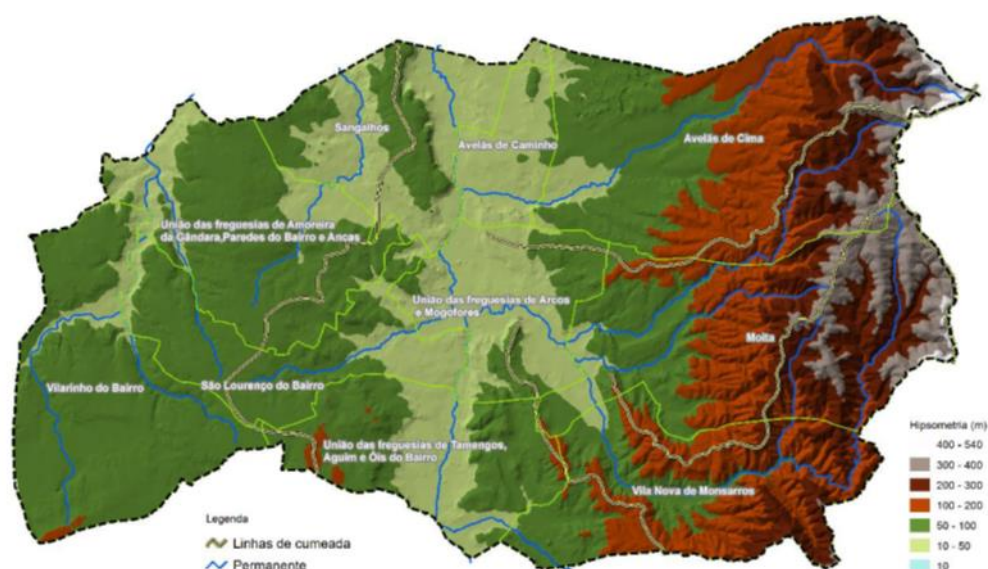 Sangalhos
Avelãs de Caminho
Avelãs de Cima
União das freguesias de Amoreira
da Gândara,Paredes do Bairro e Ancas
União das freguesias de Arcos
e Mogofores
Moita
Vilarinho do Bairro
São Lourenço do Bairro
União das freguesias de Tamengos,
Aguim e Óis do Bairro
Vila Nova de Monsarros
Hipsometria (m)
400 - 540
300 - 400
200 - 300
100 - 200
50 - 100
10 - 50
10
Legenda
Linhas de cumeada
Permanente